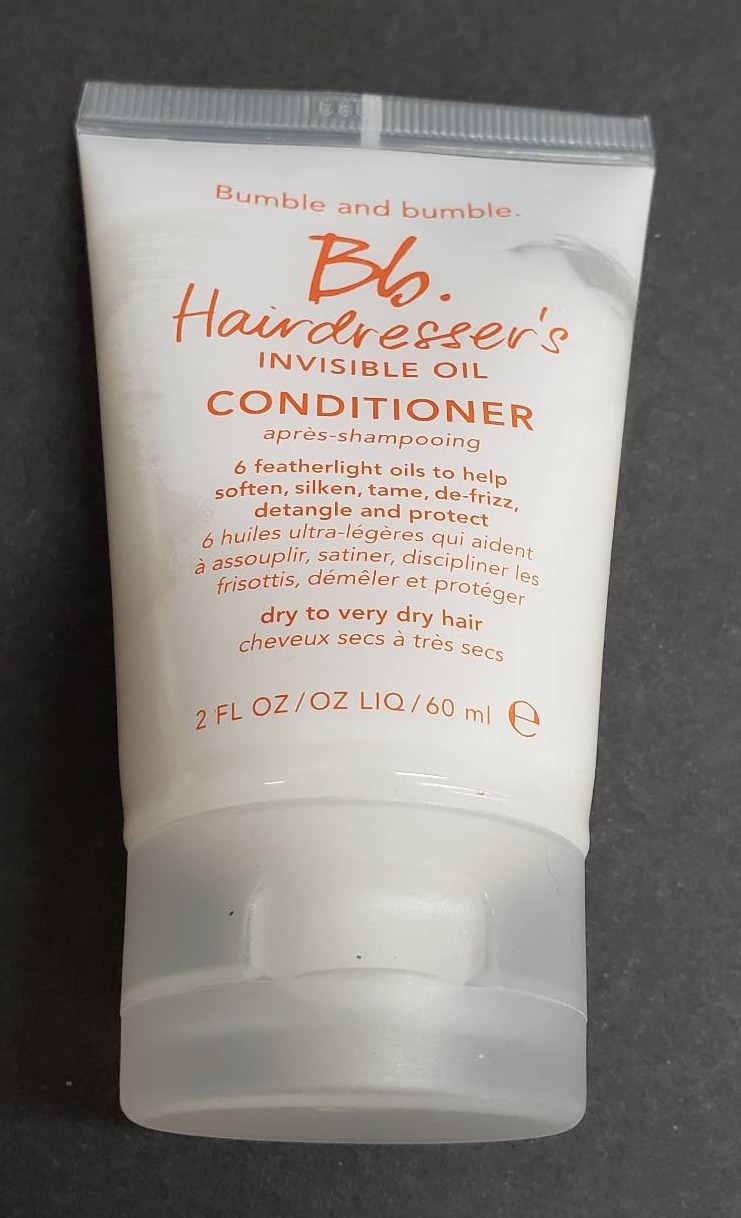 Bumble and bumble.
Bb.
Hairdresser's
INVISIBLE OIL
CONDITIONER
après-shampooing
6 featherlight oils to help
soften, silken, tame, de-frizz,
detangle and protect
6 huiles ultra-légères qui aident
à assouplir, satiner, discipliner les
frisottis, démêler et protéger
dry to very dry hair
cheveux secs à très secs
2 FL OZ/OZ LIQ/60 ml ℮